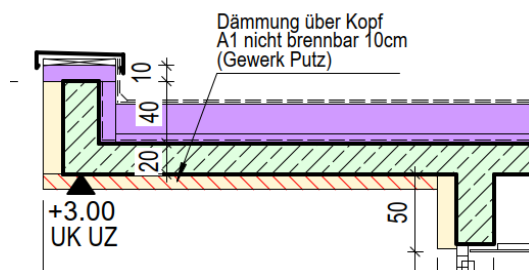 Dämmung über Kopf
A1 nicht brennbar 10cm
(Gewerk Putz)
10
40
20
50
+3.00
UK UZ